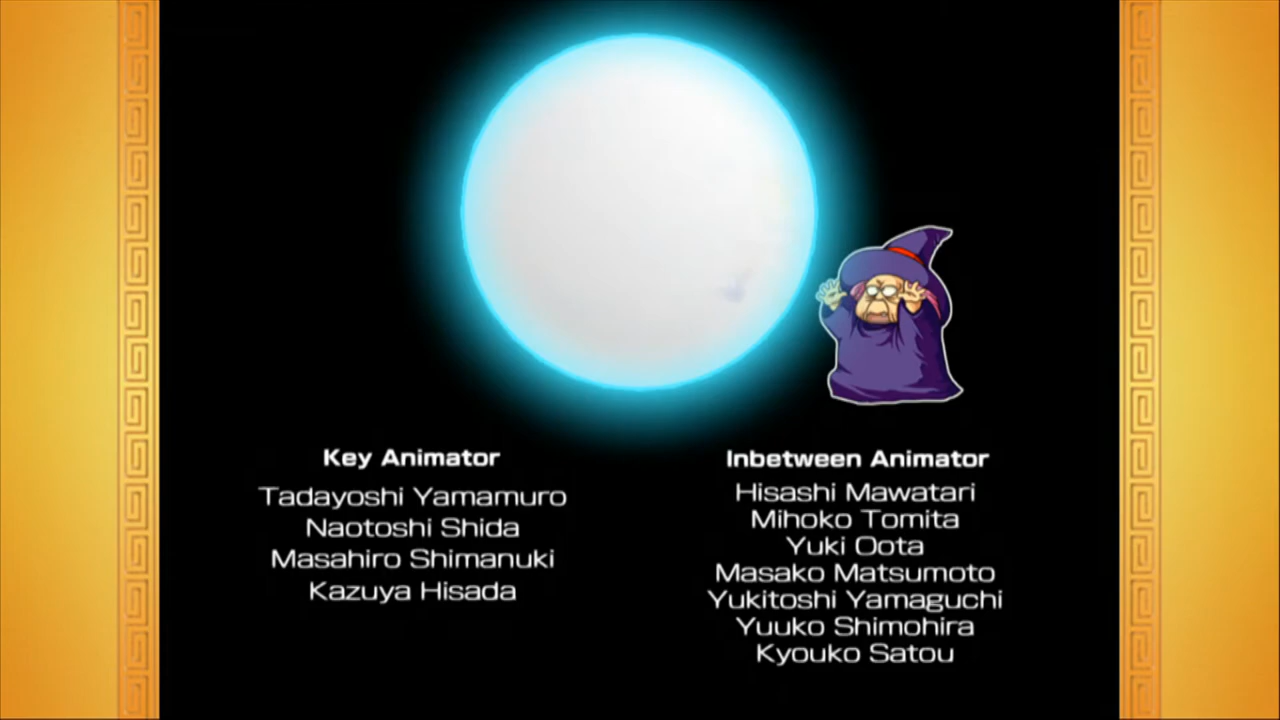 Key Animator
Tadayoshi Yamamuro
Naotoshi Shida
Masahiro Shimanuki
Kazuya Hisada
Inbetween Animator
Hisashi Mawatari
Mihoko Tomita
Yuki Oota
Masako Matsumoto
Yukitoshi Yamaguchi
Yuuko Shimohira
Kyouko Satou